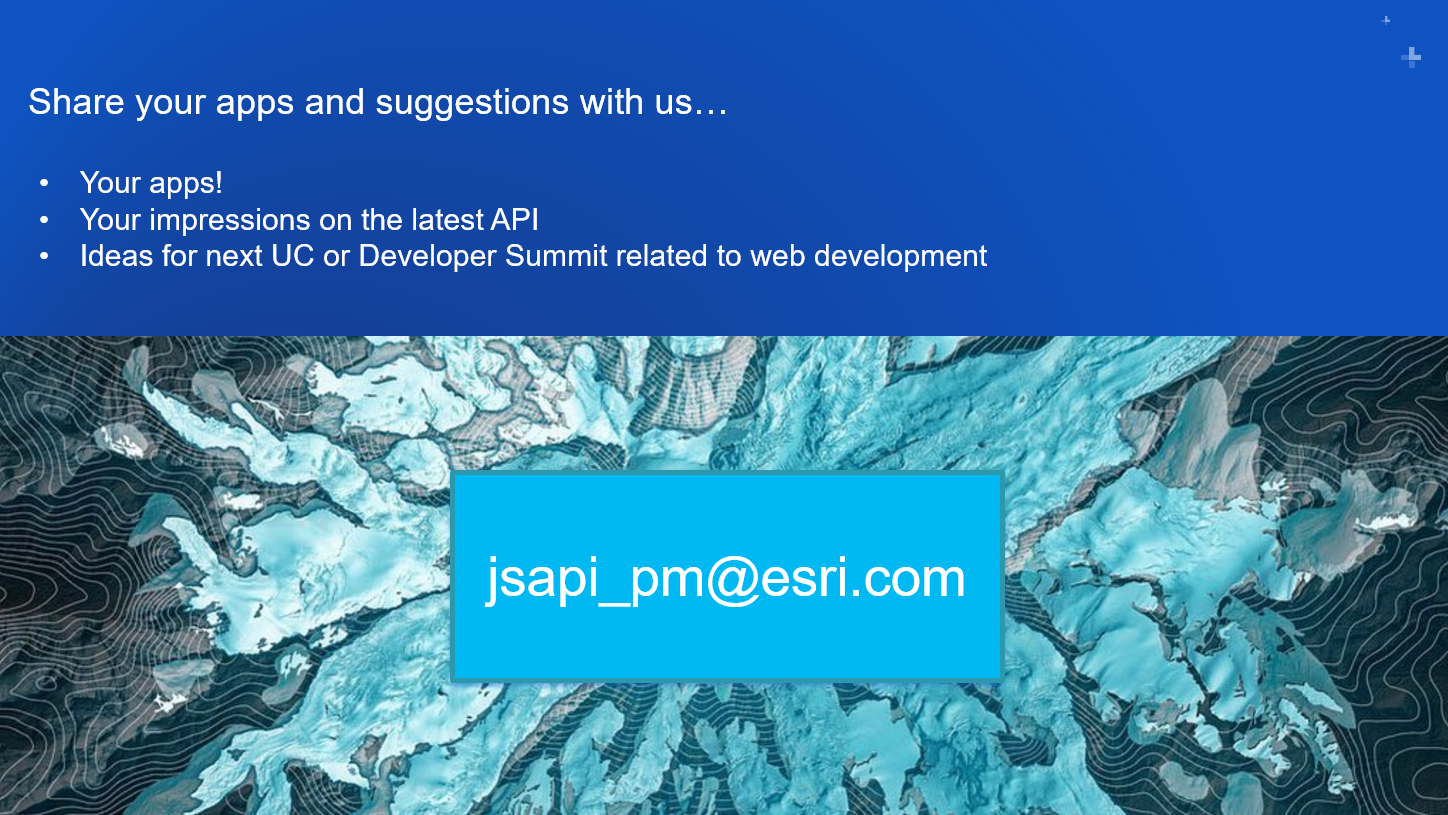 Share your apps and suggestions with us…
• Your apps!
• Your impressions on the latest API
• Ideas for next UC or Developer Summit related to web development
jsapi_pm@esri.com